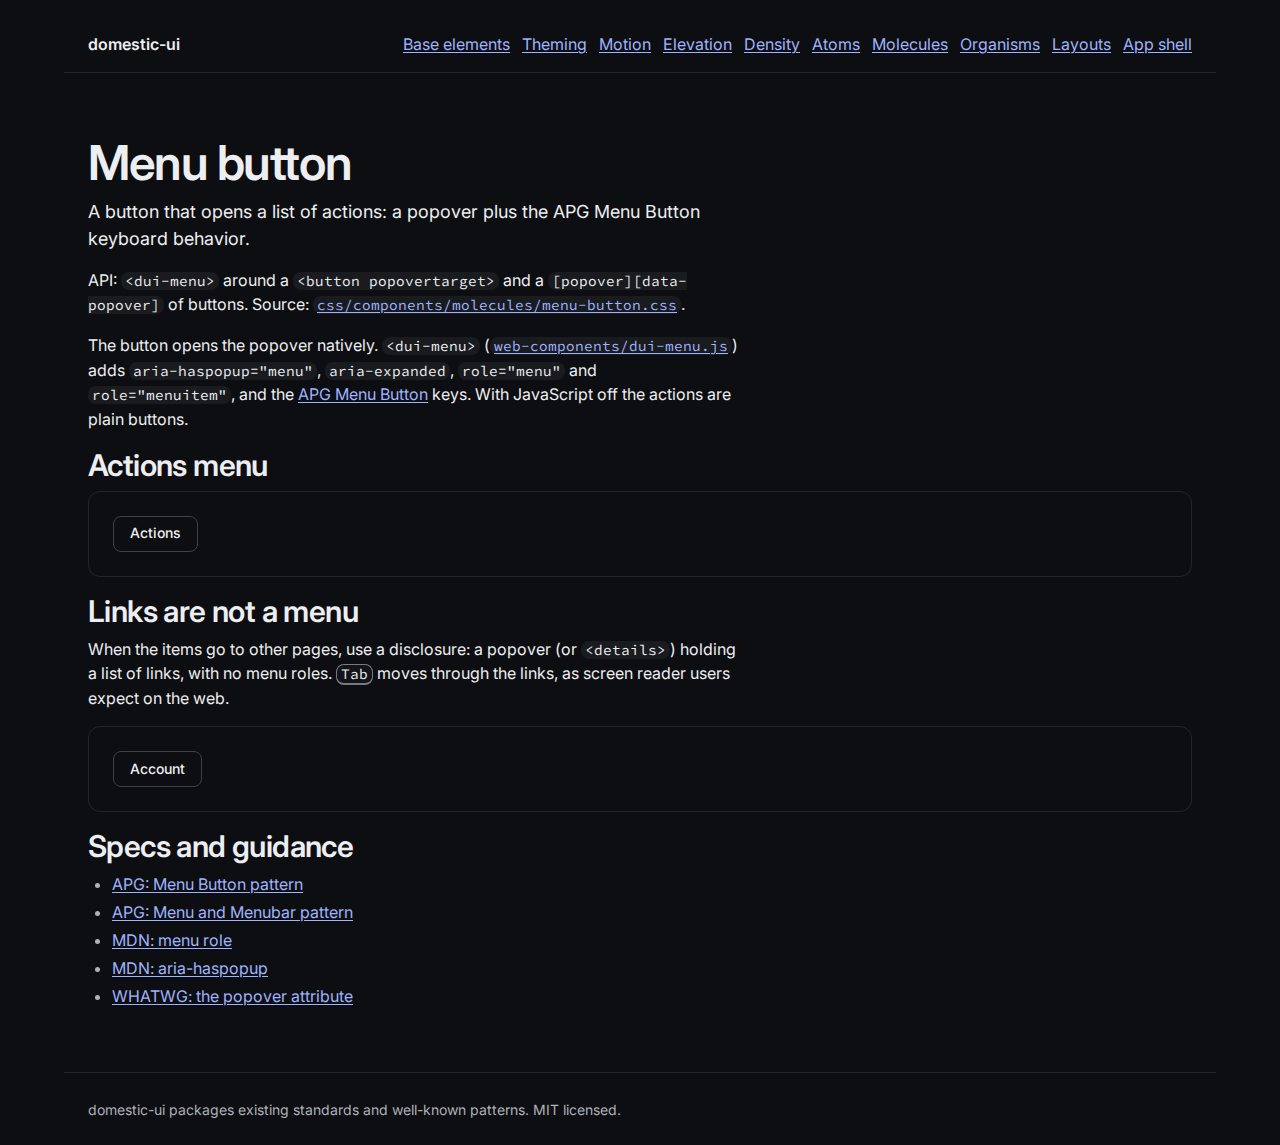 domestic-ui
Base elements Theming Motion Elevation Density Atoms Molecules Organisms Layouts App shell
Menu button
A button that opens a list of actions: a popover plus the APG Menu Button
keyboard behavior.
API: <dui-menu> around a <button popovertarget> and a [popover][data-
popover] of buttons. Source: css/components/molecules/menu-button.css.
The button opens the popover natively. <dui-menu> (web-components/dui-menu.js)
adds aria-haspopup="menu", aria-expanded, role="menu" and
role="menuitem", and the APG Menu Button keys. With JavaScript off the actions are
plain buttons.
Actions menu
Actions
Links are not a menu
When the items go to other pages, use a disclosure: a popover (or <details>) holding
a list of links, with no menu roles. Tab moves through the links, as screen reader users
expect on the web.
Account
Specs and guidance
APG: Menu Button pattern
APG: Menu and Menubar pattern
MDN: menu role
MDN: aria-haspopup
WHATWG: the popover attribute
domestic-ui packages existing standards and well-known patterns. MIT licensed.